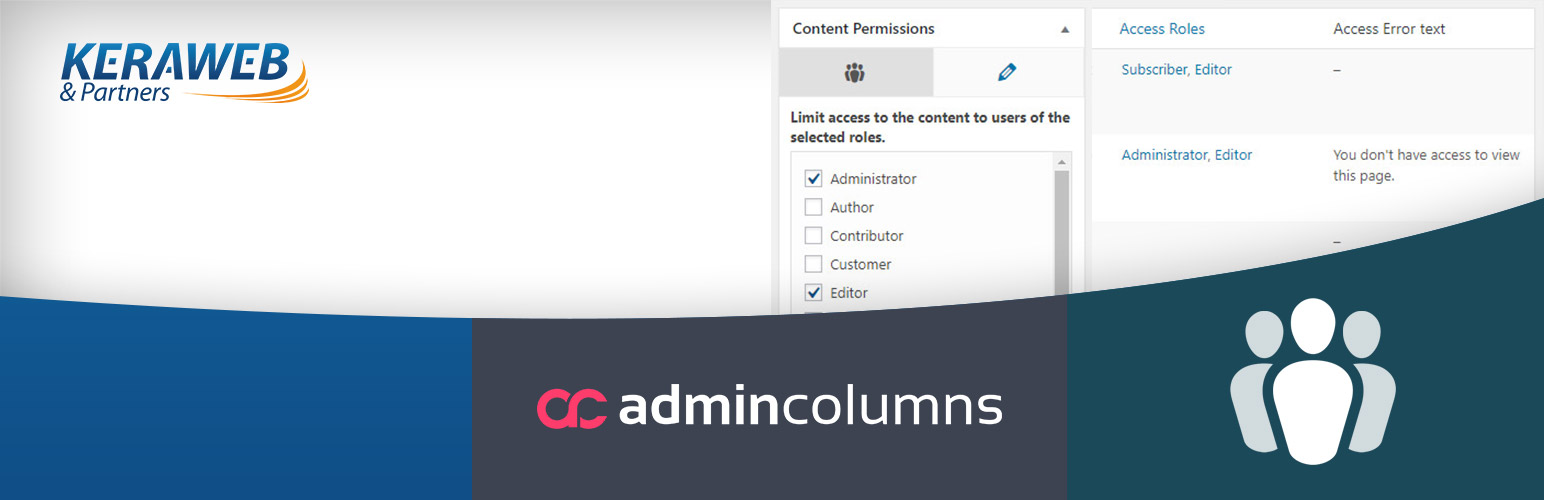 KERAWEB
& Partners
Content Permissions
Limit access to the content to users of the
selected roles.
Administrator
Author
Contributor
Customer
Editor
Access Roles
Access Error text
Subscriber, Editor
–
Administrator, Editor
You don't have access to view
this page.
–
ac admincolumns